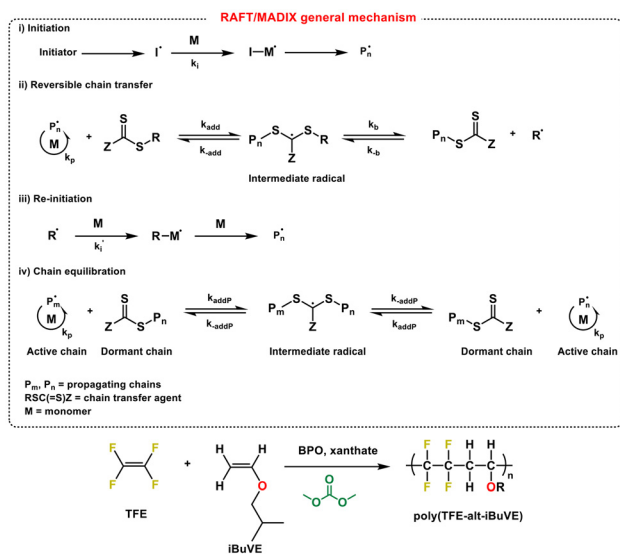 RAFT/MADIX general mechanism
i) Initiation
Initiator I• M ki I–M• Pn•
ii) Reversible chain transfer
Pn• M kp + S Z S R kadd k-add Pn S S R Z kb k-b Pn S S Z + R•
Intermediate radical
iii) Re-initiation
R• M ki' R–M• M Pn•
iv) Chain equilibration
Pm• M kp + S Z S Pn kaddP k-addP Pm S S Pn Z k-addP kaddP Pm S S Z + Pn• M kp
Active chain Dormant chain Intermediate radical Dormant chain Active chain
Pm, Pn = propagating chains
RSC(=S)Z = chain transfer agent
M = monomer
F F F F + H H H O BPO, xanthate O O O F F H H C C C C n F F H OR
TFE iBuVE poly(TFE-alt-iBuVE)